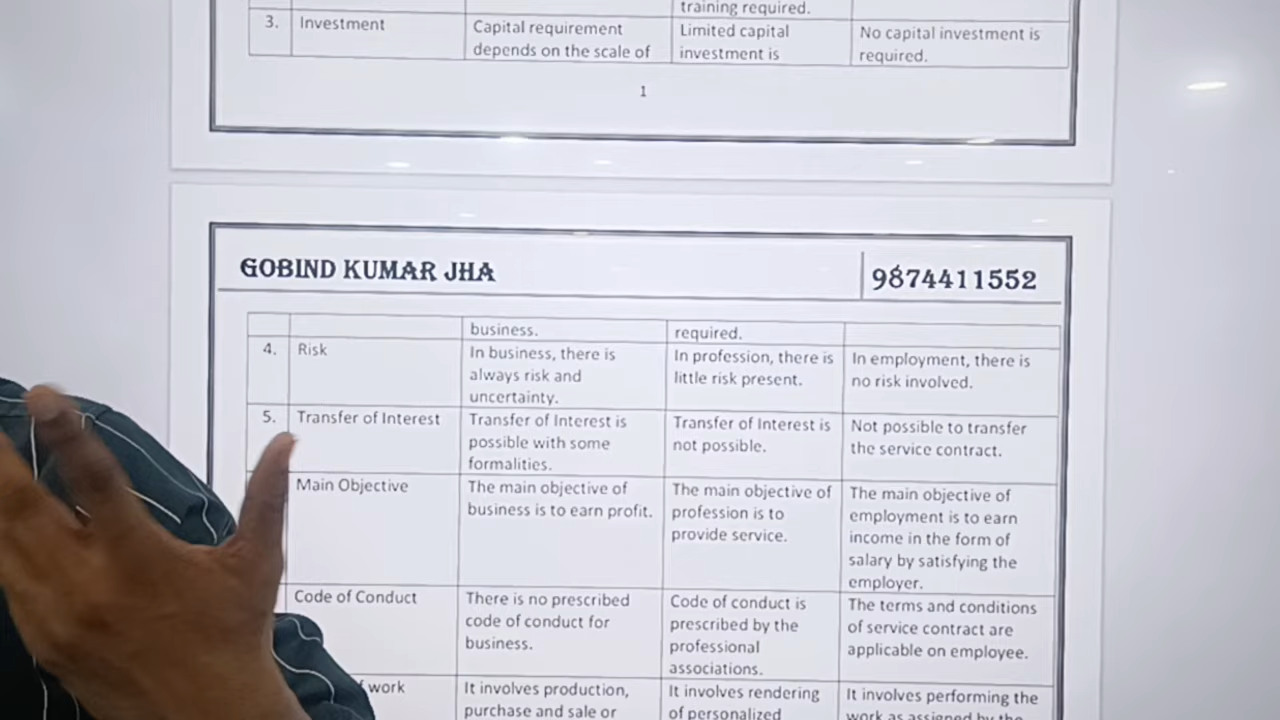 training required.
3. Investment Capital requirement Limited capital No capital investment is
depends on the scale of investment is required.
1
GOBIND KUMAR JHA 9874411552
business. required.
4. Risk In business, there is In profession, there is In employment, there is
always risk and little risk present. no risk involved.
uncertainty.
5. Transfer of Interest Transfer of Interest is Transfer of Interest is Not possible to transfer
possible with some not possible. the service contract.
formalities.
Main Objective The main objective of The main objective of The main objective of
business is to earn profit. profession is to employment is to earn
provide service. income in the form of
salary by satisfying the
employer.
Code of Conduct There is no prescribed Code of conduct is The terms and conditions
code of conduct for prescribed by the of service contract are
business. professional applicable on employee.
associations.
work It involves production, It involves rendering It involves performing the
purchase and sale or of personalized work as assigned by the